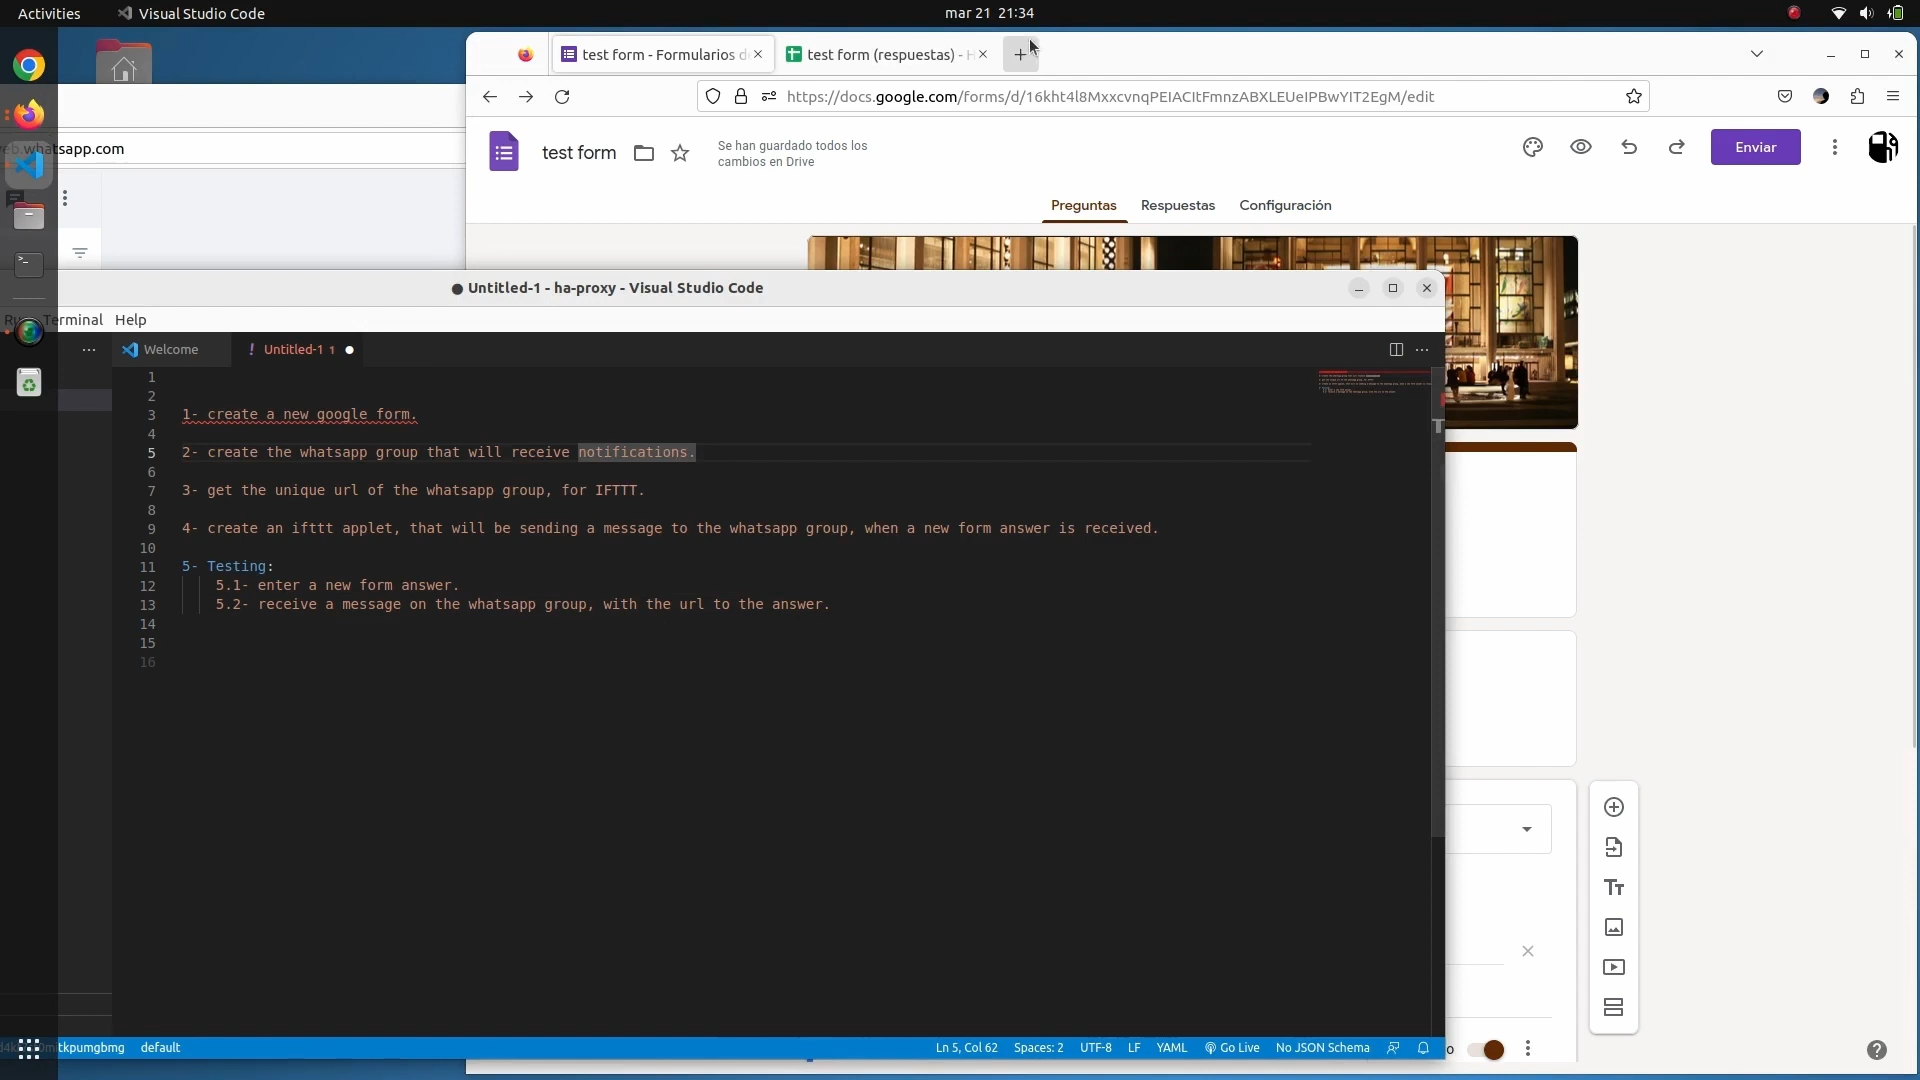 Activities
Visual Studio Code
mar 21 21:34
test form - Formularios d
test form (respuestas) - H
https://docs.google.com/forms/d/16kht4l8MxxcvnqPEIACItFmnzABXLEUeIPBwYIT2EgM/edit
eb.whatsapp.com
test form
Se han guardado todos los
cambios en Drive
Enviar
Preguntas
Respuestas
Configuración
● Untitled-1 - ha-proxy - Visual Studio Code
Terminal Help
Welcome
! Untitled-1 1
1
2
3 1- create a new google form.
4
5 2- create the whatsapp group that will receive notifications.
6
7 3- get the unique url of the whatsapp group, for IFTTT.
8
9 4- create an ifttt applet, that will be sending a message to the whatsapp group, when a new form answer is received.
10
11 5- Testing:
12 5.1- enter a new form answer.
13 5.2- receive a message on the whatsapp group, with the url to the answer.
14
15
16
default
Ln 5, Col 62
Spaces: 2
UTF-8
LF
YAML
Go Live
No JSON Schema